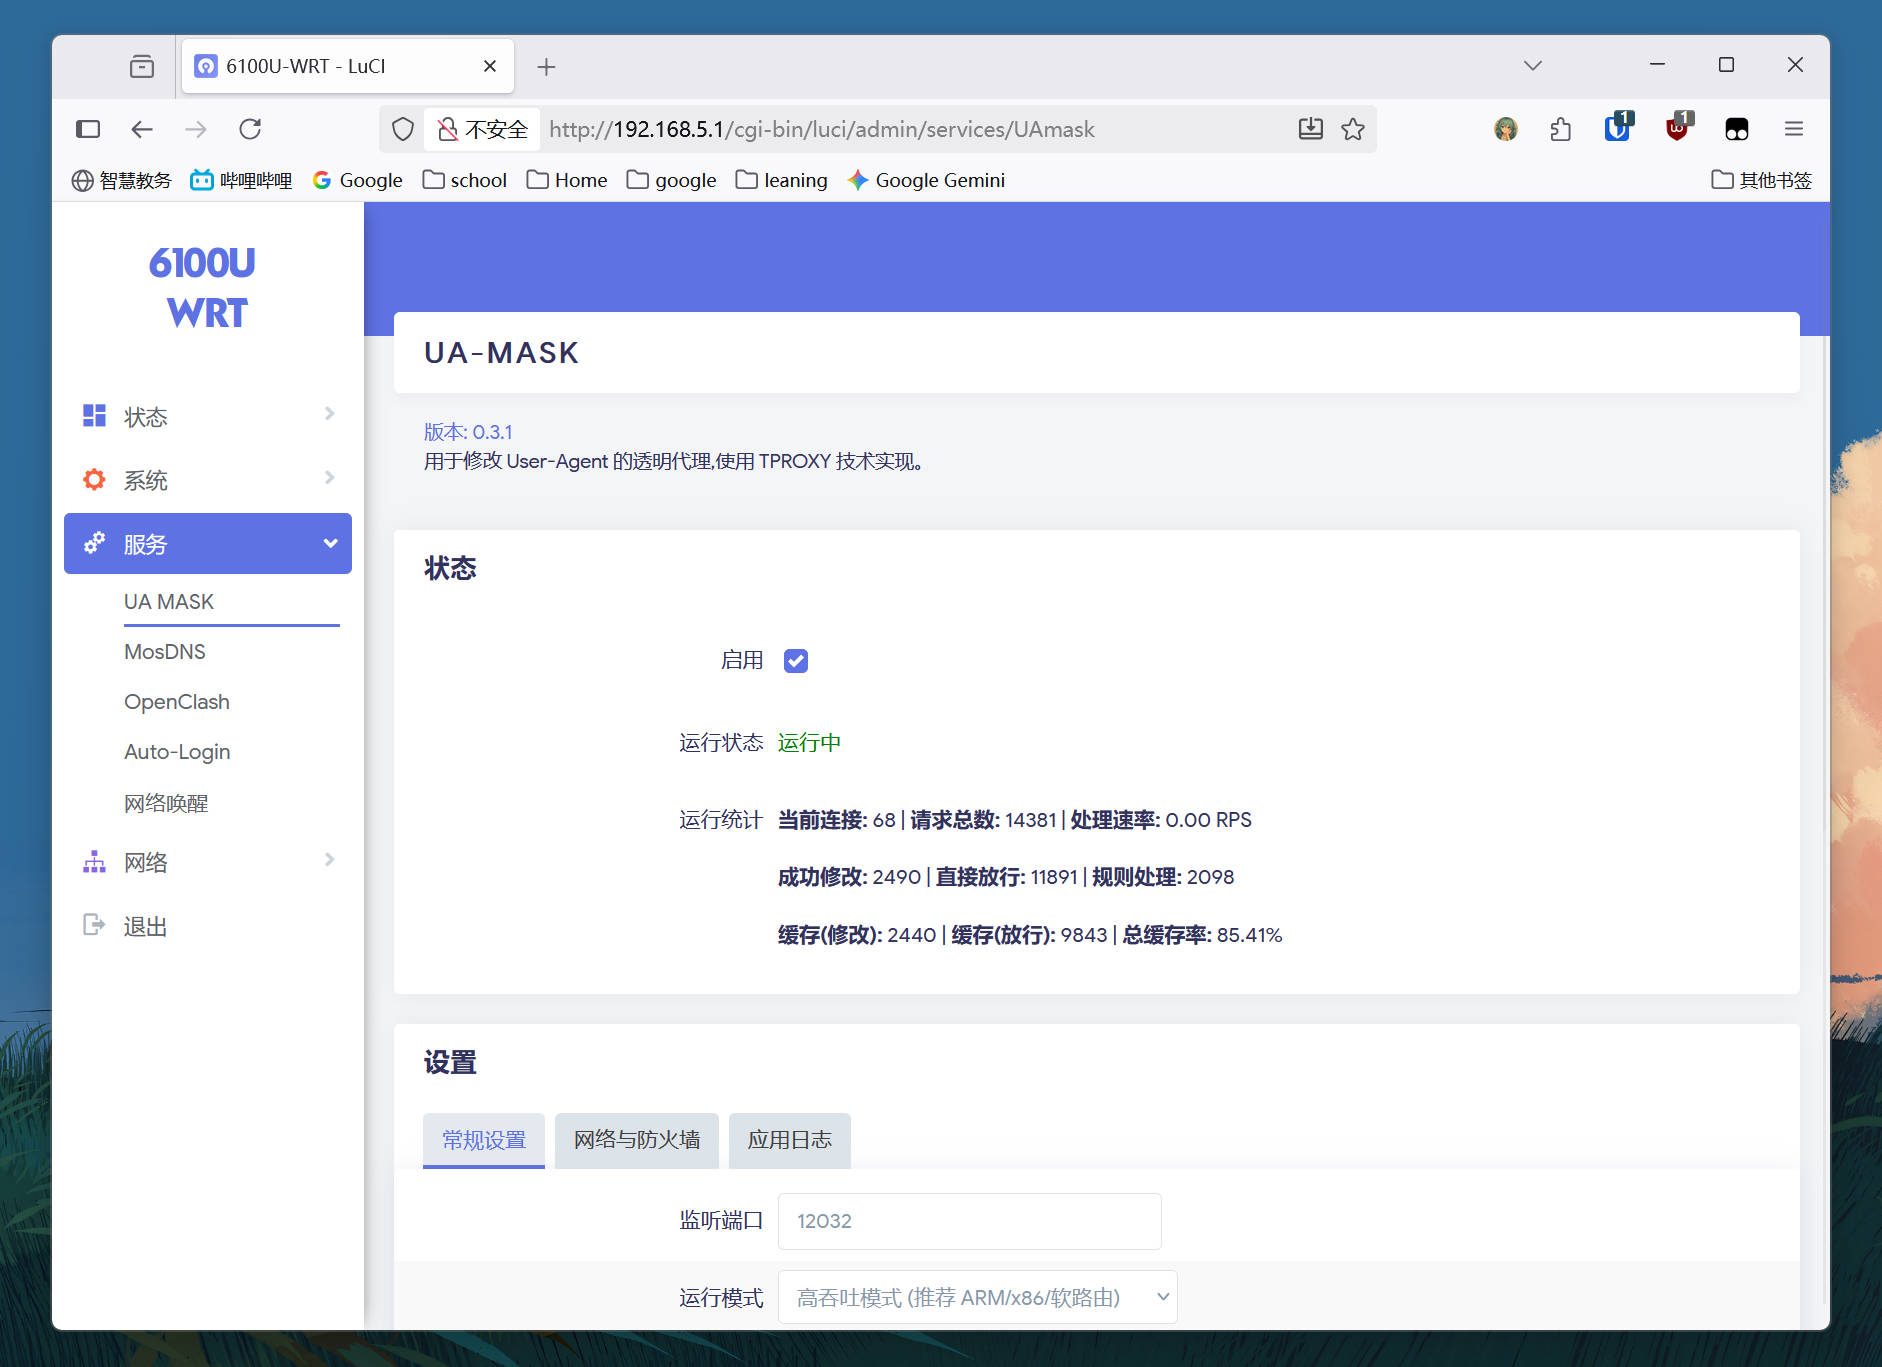 6100U-WRT - LuCI
不安全 http://192.168.5.1/cgi-bin/luci/admin/services/UAmask
1
1
智慧教务 哔哩哔哩 Google school Home google leaning Google Gemini 其他书签
6100U
WRT
状态
系统
服务
UA MASK
MosDNS
OpenClash
Auto-Login
网络唤醒
网络
退出
UA-MASK
版本: 0.3.1
用于修改 User-Agent 的透明代理,使用 TPROXY 技术实现。
状态
启用
运行状态 运行中
运行统计 当前连接: 68 | 请求总数: 14381 | 处理速率: 0.00 RPS
成功修改: 2490 | 直接放行: 11891 | 规则处理: 2098
缓存(修改): 2440 | 缓存(放行): 9843 | 总缓存率: 85.41%
设置
常规设置 网络与防火墙 应用日志
监听端口 12032
运行模式 高吞吐模式 (推荐 ARM/x86/软路由)